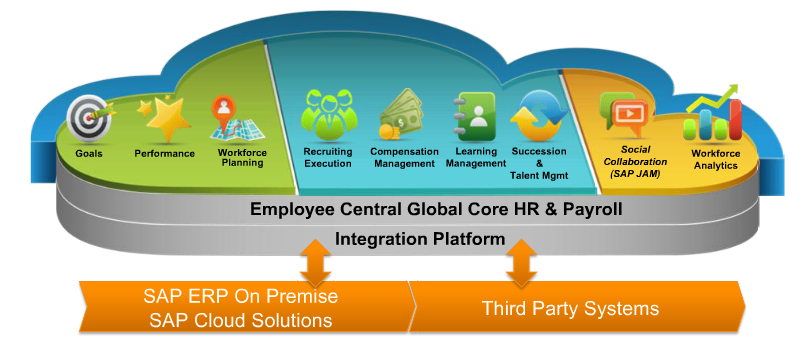 Goals
Performance
Workforce
Planning
Recruiting
Execution
Compensation
Management
Learning
Management
Succession
&
Talent Mgmt
Social
Collaboration
(SAP JAM)
Workforce
Analytics
Employee Central Global Core HR & Payroll
Integration Platform
SAP ERP On Premise
SAP Cloud Solutions
Third Party Systems